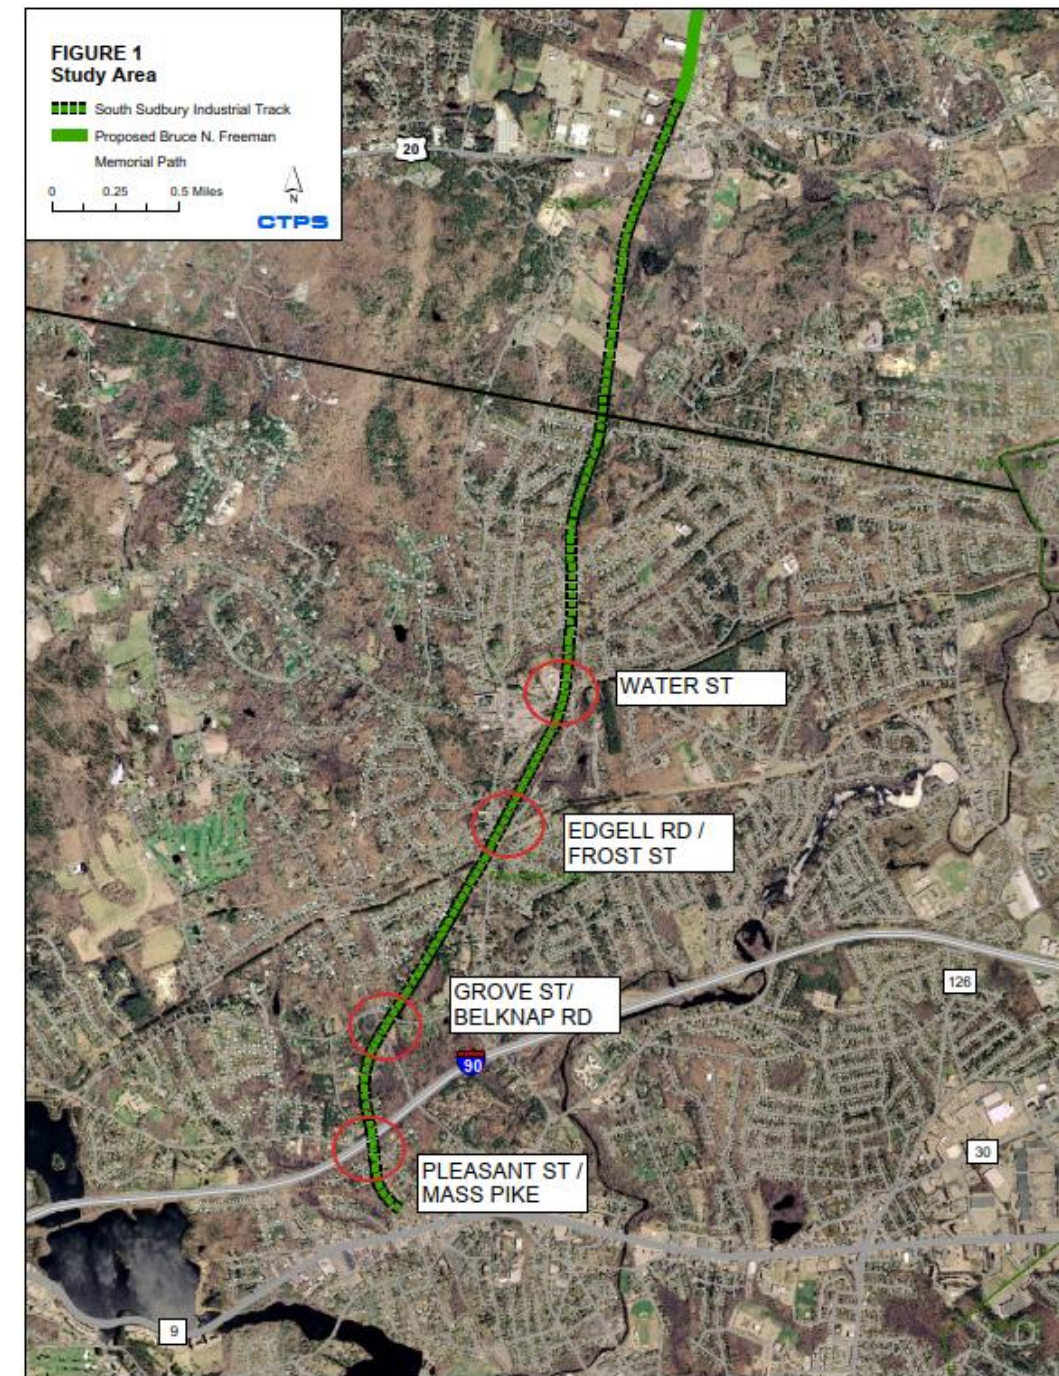 FIGURE 1
Study Area
South Sudbury Industrial Track
Proposed Bruce N. Freeman
Memorial Path
0 0.25 0.5 Miles
N
CTPS
20
WATER ST
EDGELL RD /
FROST ST
GROVE ST/
BELKNAP RD
126
90
30
PLEASANT ST /
MASS PIKE
9